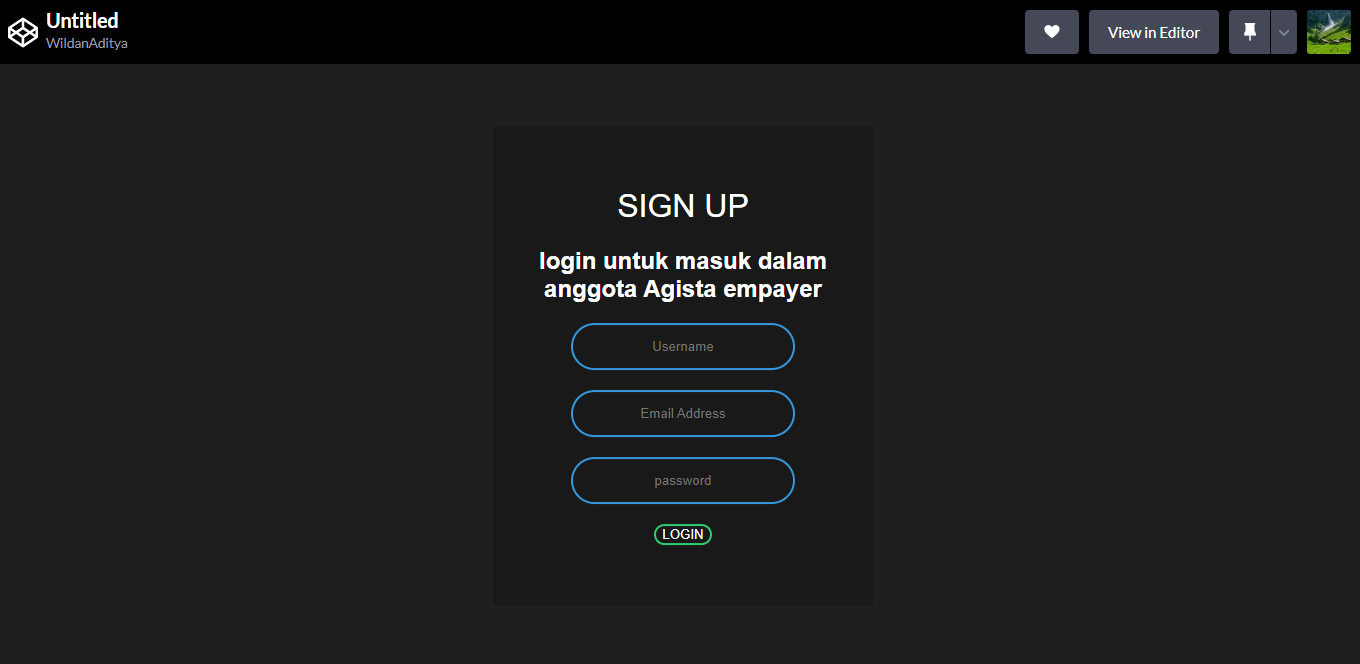 Untitled
WildanAditya
View in Editor
SIGN UP
login untuk masuk dalam
anggota Agista empayer
Username
Email Address
password
LOGIN